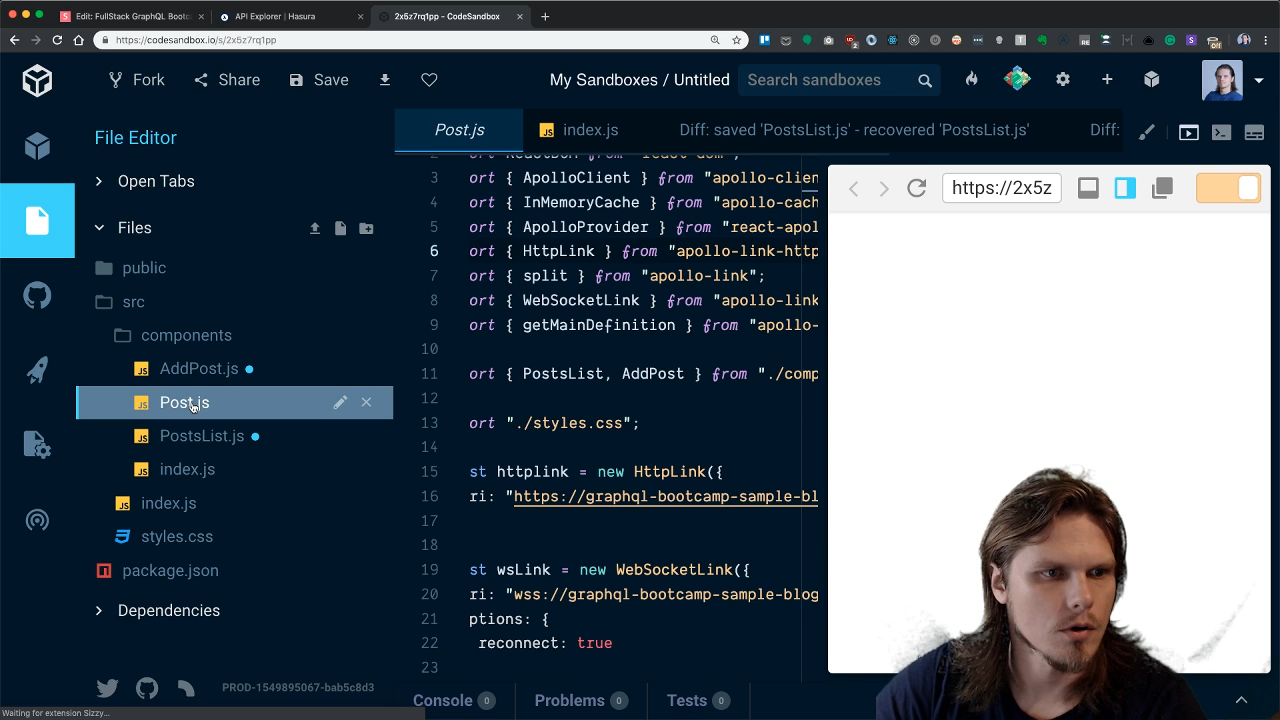 Edit: FullStack GraphQL Bootc
API Explorer | Hasura
2x5z7rq1pp - CodeSandbox
https://codesandbox.io/s/2x5z7rq1pp
Fork
Share
Save
My Sandboxes / Untitled
Search sandboxes
File Editor
Open Tabs
Files
public
src
components
AddPost.js
Post.js
PostsList.js
index.js
index.js
styles.css
package.json
Dependencies
PROD-1549895067-bab5c8d3
Waiting for extension Sizzy...
Post.js
index.js
Diff: saved 'PostsList.js' - recovered 'PostsList.js'
Diff:
2 ort ReactDOM from "react-dom";
3 ort { ApolloClient } from "apollo-clien
4 ort { InMemoryCache } from "apollo-cach
5 ort { ApolloProvider } from "react-apol
6 ort { HttpLink } from "apollo-link-http
7 ort { split } from "apollo-link";
8 ort { WebSocketLink } from "apollo-link
9 ort { getMainDefinition } from "apollo-
10
11 ort { PostsList, AddPost } from "./comp
12
13 ort "./styles.css";
14
15 st httplink = new HttpLink({
16 ri: "https://graphql-bootcamp-sample-bl
17
18
19 st wsLink = new WebSocketLink({
20 ri: "wss://graphql-bootcamp-sample-blog
21 ptions: {
22 reconnect: true
23
https://2x5z
Console 0
Problems 0
Tests 0